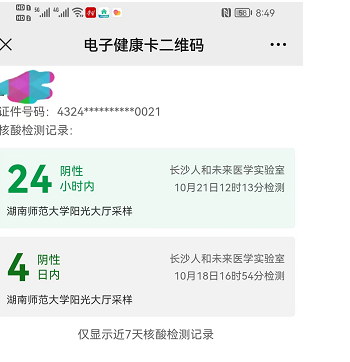 8:49
电子健康卡二维码
证件号码：4324**********0021
核酸检测记录：
24 阴性 小时内
长沙人和未来医学实验室
10月21日12时13分检测
湖南师范大学阳光大厅采样
4 阴性 日内
长沙人和未来医学实验室
10月18日16时54分检测
湖南师范大学阳光大厅采样
仅显示近7天核酸检测记录